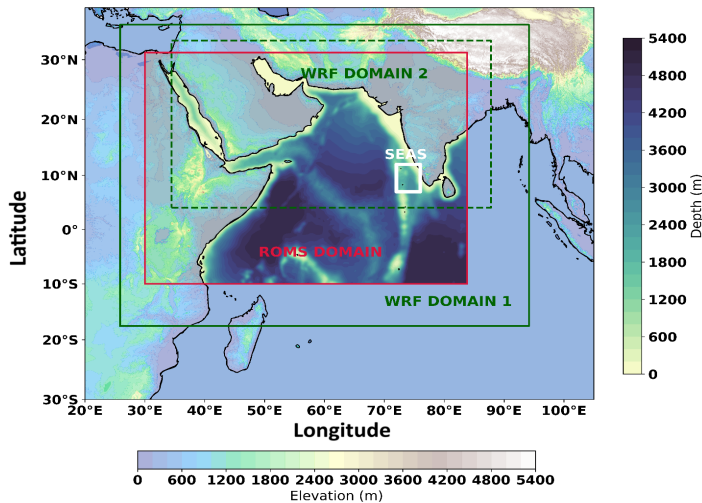 30°N
20°N
10°N
0°
10°S
20°S
30°S
Latitude
20°E 30°E 40°E 50°E 60°E 70°E 80°E 90°E 100°E
Longitude
WRF DOMAIN 2
SEAS
ROMS DOMAIN
WRF DOMAIN 1
5400
4800
4200
3600
3000
2400
1800
1200
600
0
Depth (m)
0 600 1200 1800 2400 3000 3600 4200 4800 5400
Elevation (m)